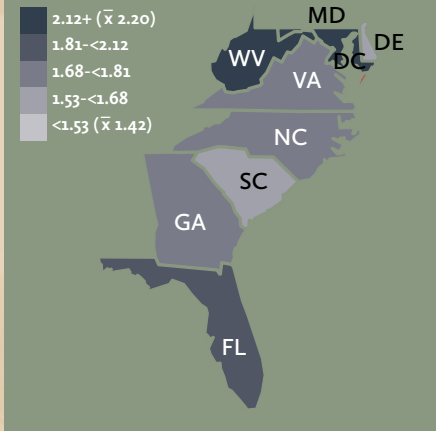 2.12+ (x̄ 2.20)
1.81-<2.12
1.68-<1.81
1.53-<1.68
<1.53 (x̄ 1.42)
MD
DE
WV
DC
VA
NC
SC
GA
FL